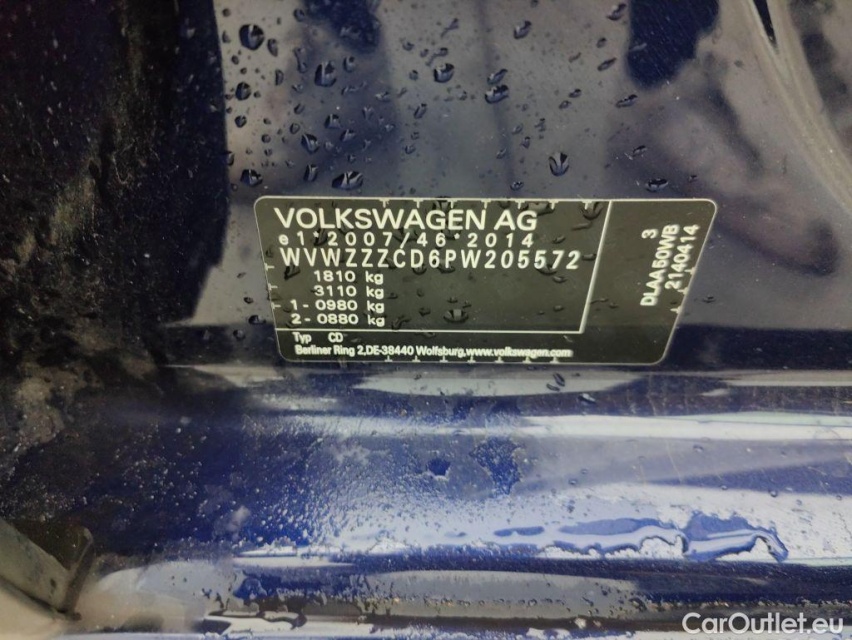 VOLKSWAGEN AG
e1*2007/46*2014
WVWZZZCD6PW205572
1810 kg
3110 kg
1 - 0980 kg
2 - 0880 kg
Typ CD
Berliner Ring 2,DE-38440 Wolfsburg,www.volkswagen.com
3
DLAA50WB
2140414
CarOutlet.eu